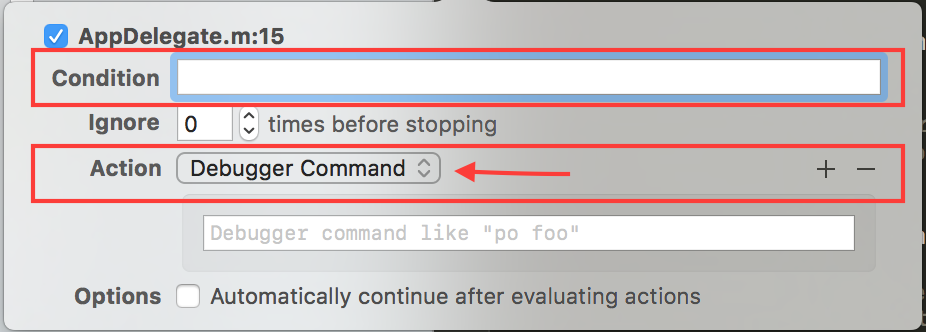 AppDelegate.m:15
Condition
Ignore 0 times before stopping
Action Debugger Command + −
Debugger command like "po foo"
Options Automatically continue after evaluating actions